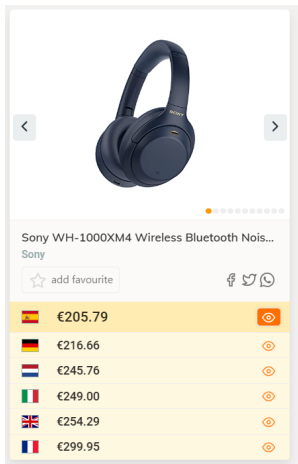 SONY
Sony WH-1000XM4 Wireless Bluetooth Nois...
Sony
add favourite
€205.79
€216.66
€245.76
€249.00
€254.29
€299.95